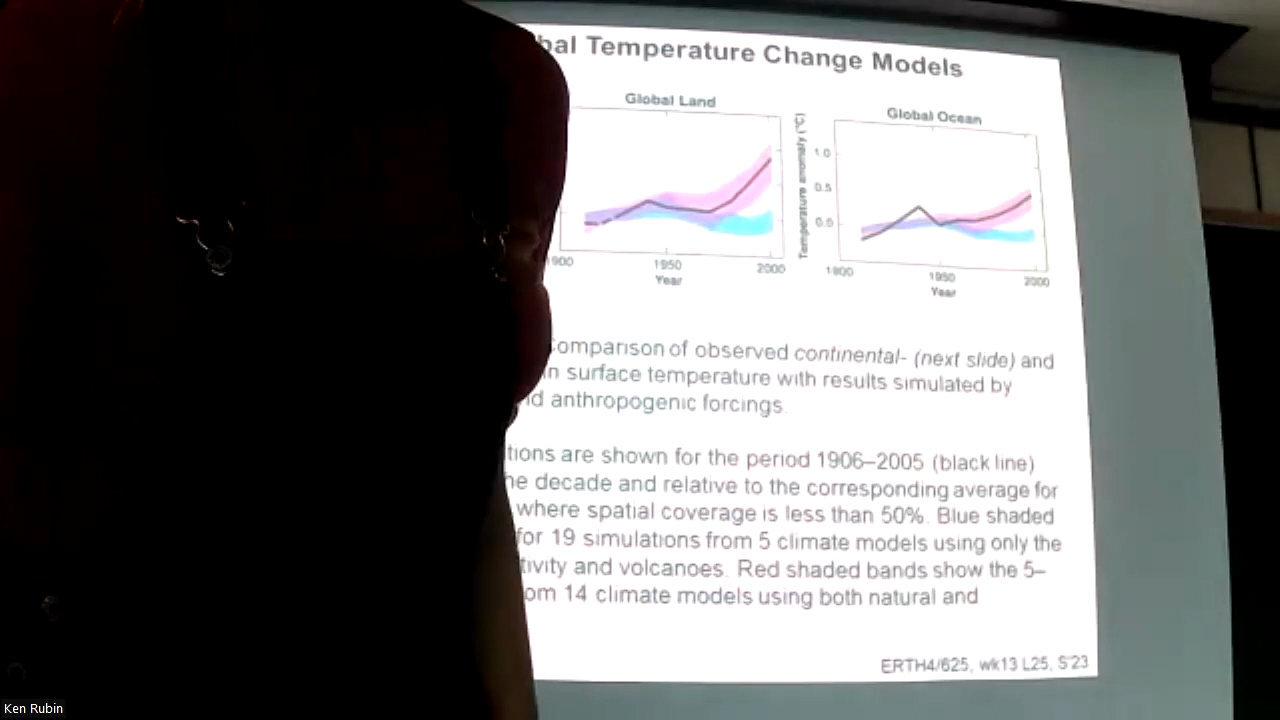 bal Temperature Change Models
Global Land
Global Ocean
Temperature anomaly (°C)
1.0
0.5
0.0
1900
1950
2000
Year
1900
1950
2000
Year
comparison of observed continental- (next slide) and
in surface temperature with results simulated by
d anthropogenic forcings.
tions are shown for the period 1906–2005 (black line)
he decade and relative to the corresponding average for
where spatial coverage is less than 50%. Blue shaded
for 19 simulations from 5 climate models using only the
tivity and volcanoes. Red shaded bands show the 5–
om 14 climate models using both natural and
ERTH4/625, wk13 L25, S'23
Ken Rubin